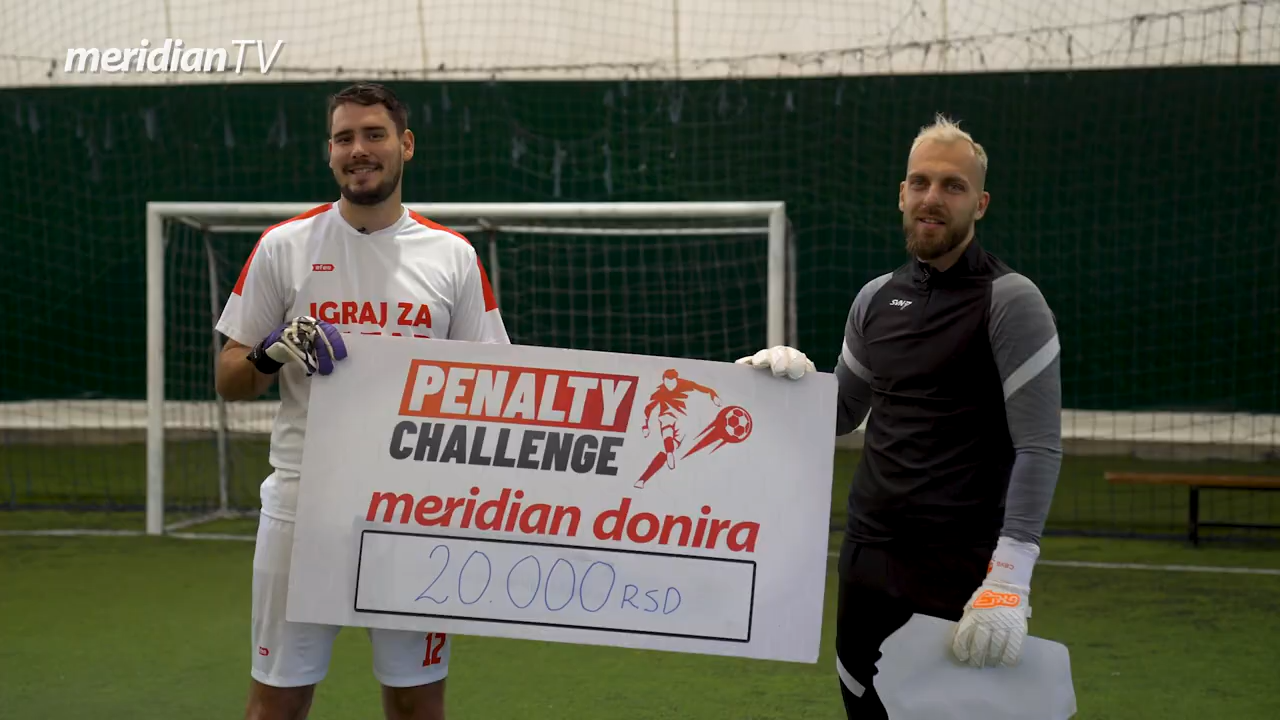 meridianTV
IGRAJ ZA
PENALTY
CHALLENGE
meridian donira
20.000 RSD
12